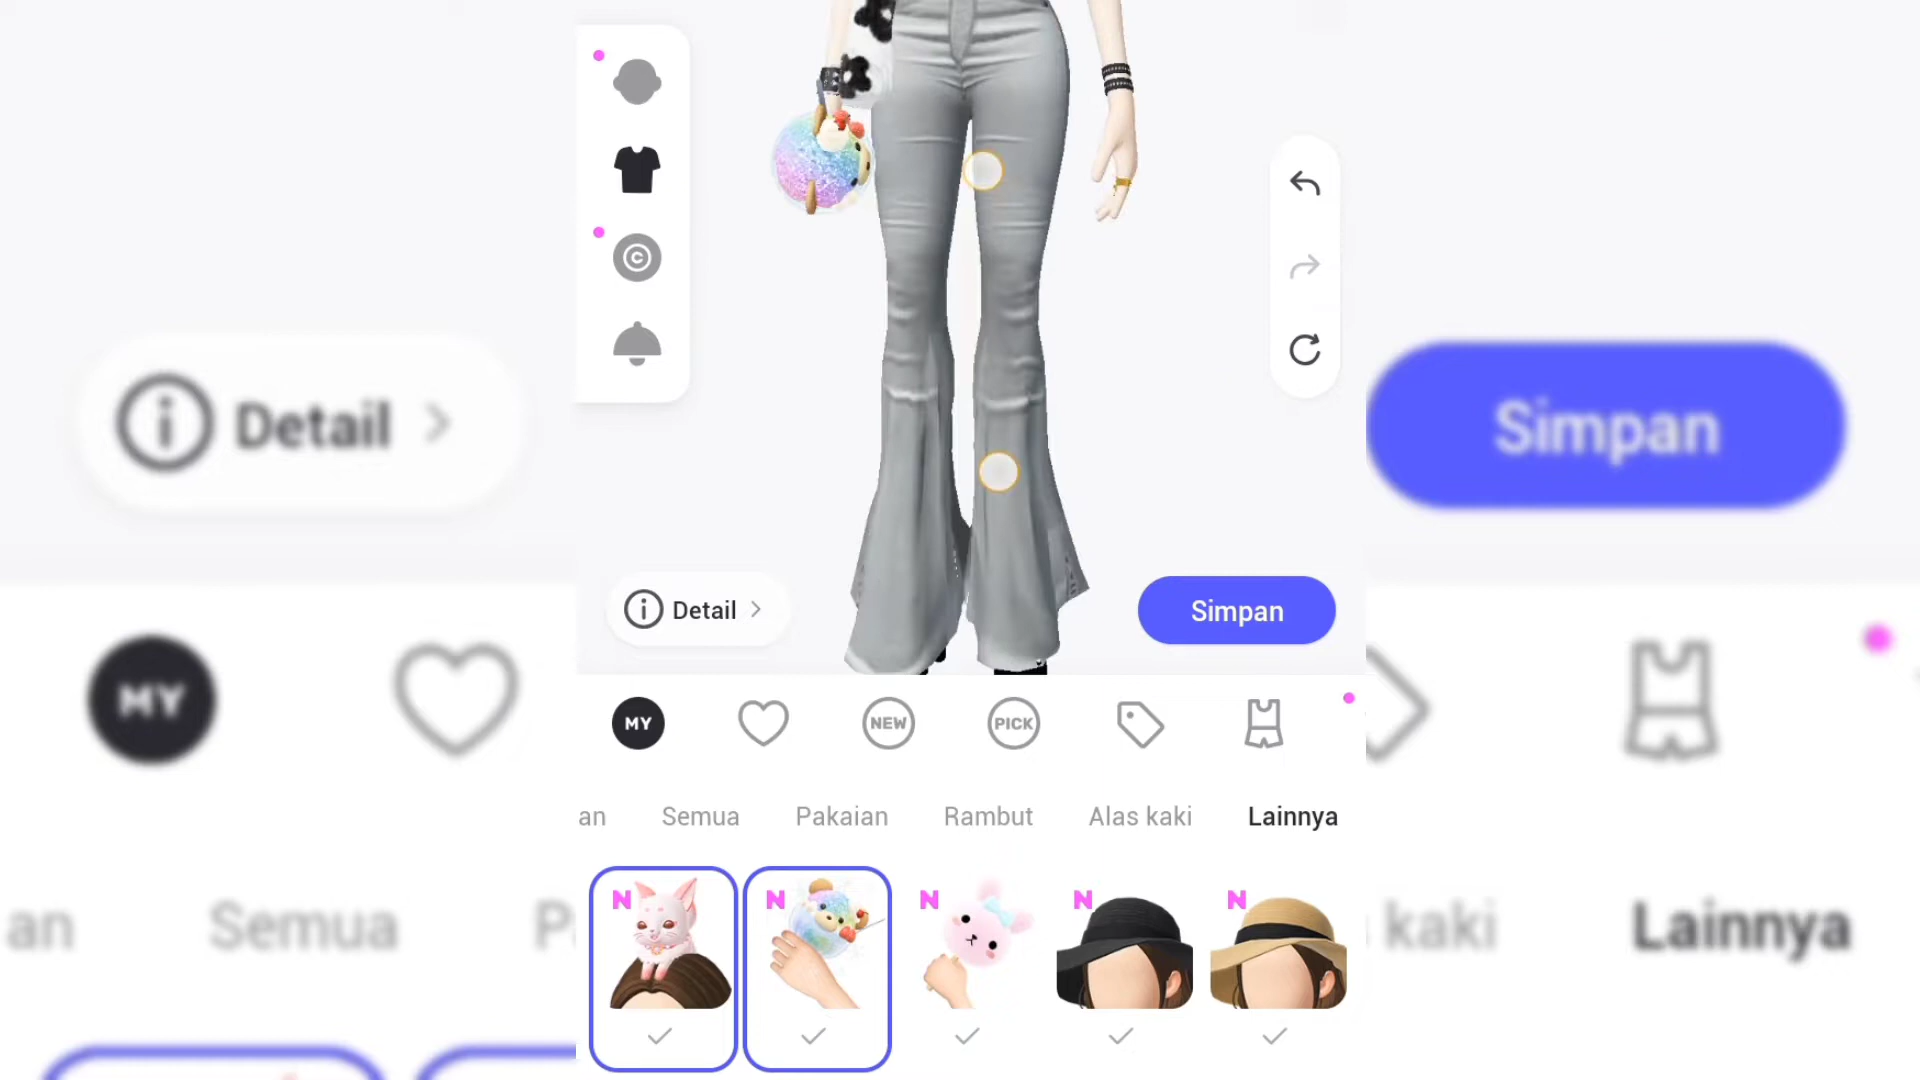 Detail
Simpan
MY
NEW
PICK
an
Semua
Pakaian
Rambut
Alas kaki
Lainnya
N
N
N
N
N
Detail
Simpan
MY
an
Semua
P
kaki
Lainnya